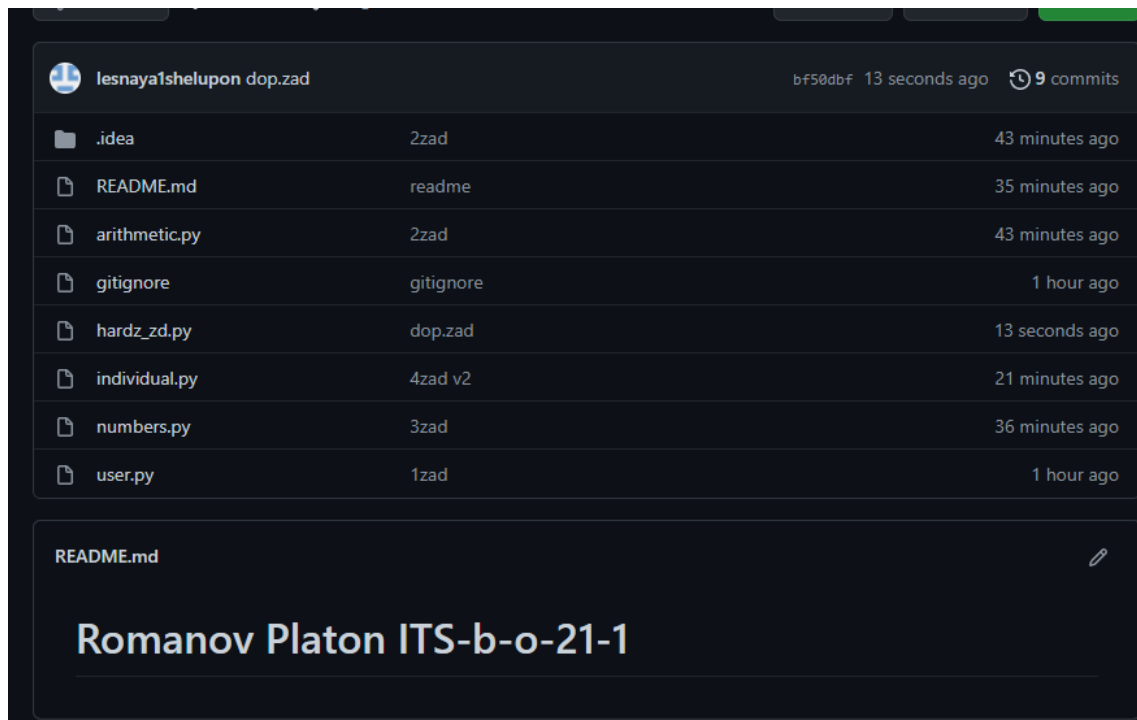 lesnaya1shelupon dop.zad bf50dbf 13 seconds ago 9 commits
.idea 2zad 43 minutes ago
README.md readme 35 minutes ago
arithmetic.py 2zad 43 minutes ago
gitignore gitignore 1 hour ago
hardz_zd.py dop.zad 13 seconds ago
individual.py 4zad v2 21 minutes ago
numbers.py 3zad 36 minutes ago
user.py 1zad 1 hour ago
README.md
Romanov Platon ITS-b-o-21-1